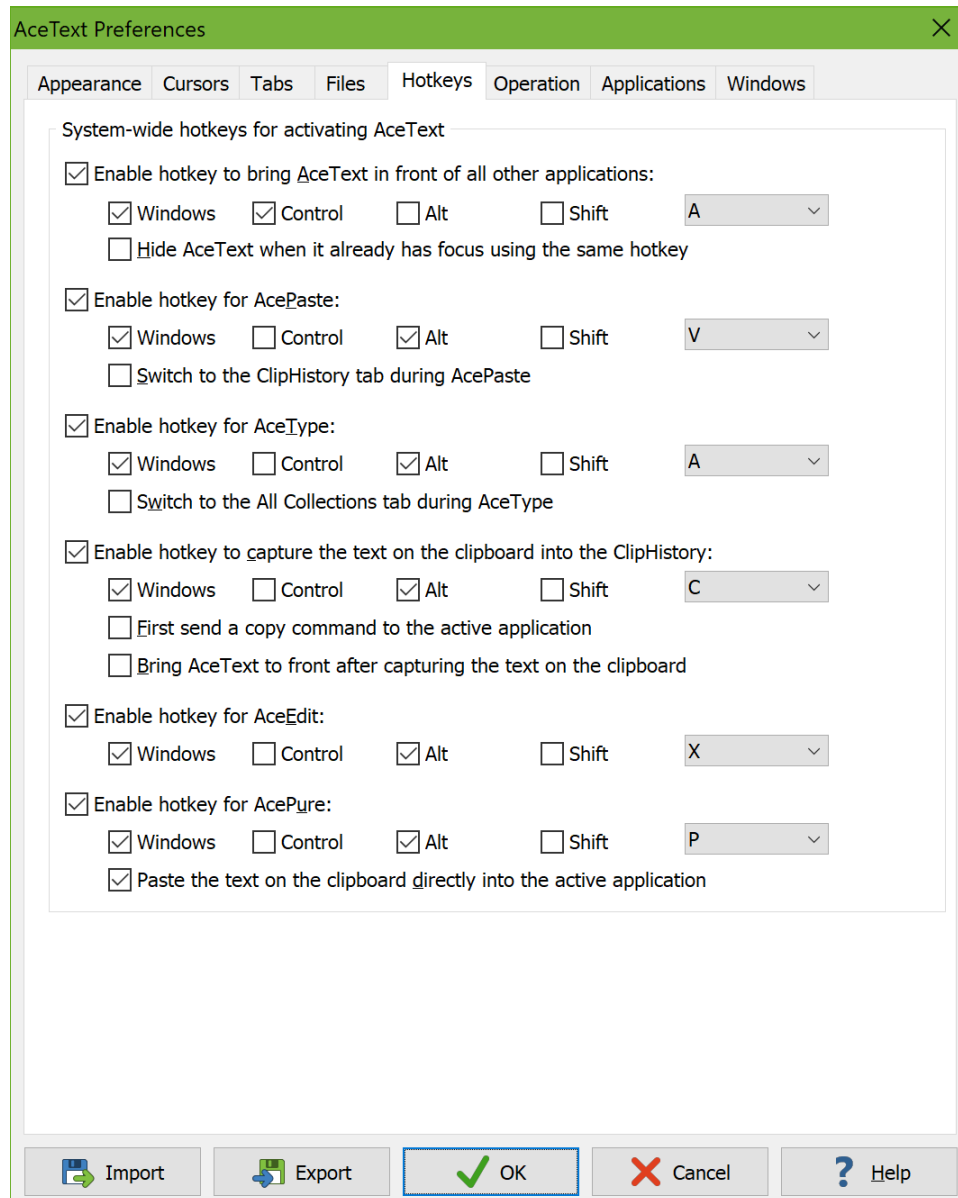 AceText Preferences
Appearance Cursors Tabs Files Hotkeys Operation Applications Windows
System-wide hotkeys for activating AceText
Enable hotkey to bring AceText in front of all other applications:
Windows Control Alt Shift A
Hide AceText when it already has focus using the same hotkey
Enable hotkey for AcePaste:
Windows Control Alt Shift V
Switch to the ClipHistory tab during AcePaste
Enable hotkey for AceType:
Windows Control Alt Shift A
Switch to the All Collections tab during AceType
Enable hotkey to capture the text on the clipboard into the ClipHistory:
Windows Control Alt Shift C
First send a copy command to the active application
Bring AceText to front after capturing the text on the clipboard
Enable hotkey for AceEdit:
Windows Control Alt Shift X
Enable hotkey for AcePure:
Windows Control Alt Shift P
Paste the text on the clipboard directly into the active application
Import Export OK Cancel Help